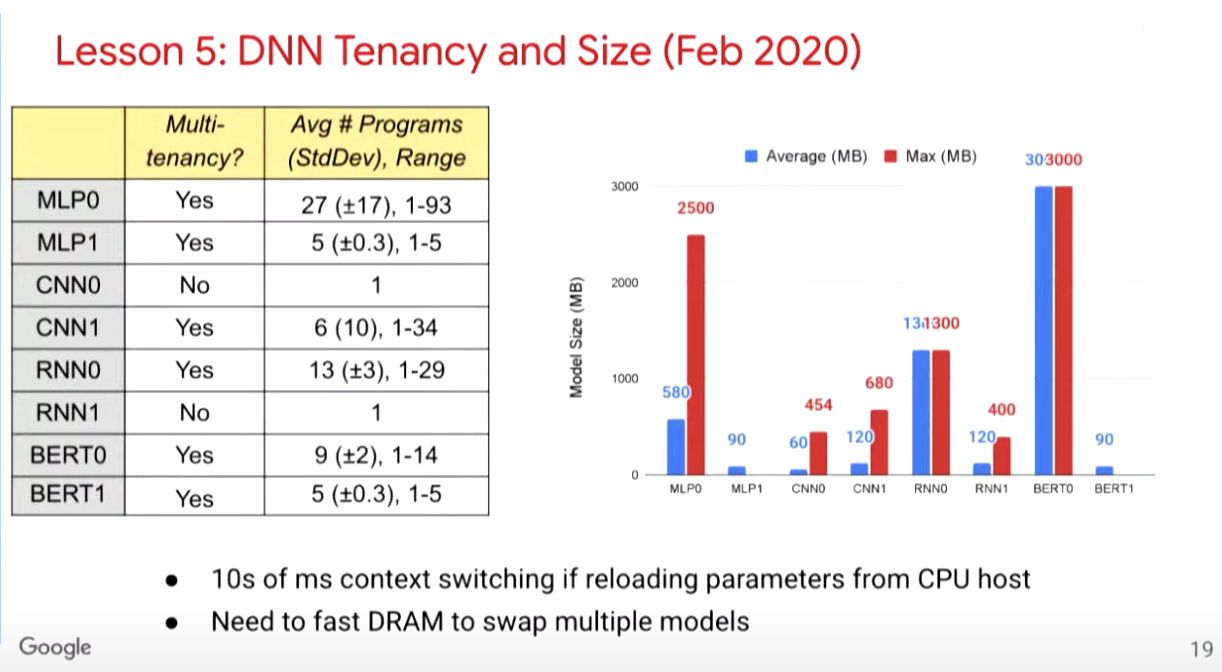 Lesson 5: DNN Tenancy and Size (Feb 2020)
Multi-
tenancy?
Avg # Programs
(StdDev), Range
MLP0 Yes 27 (±17), 1-93
MLP1 Yes 5 (±0.3), 1-5
CNN0 No 1
CNN1 Yes 6 (10), 1-34
RNN0 Yes 13 (±3), 1-29
RNN1 No 1
BERT0 Yes 9 (±2), 1-14
BERT1 Yes 5 (±0.3), 1-5
Average (MB) Max (MB)
Model Size (MB)
3000
2000
1000
0
580 2500
90
60 454
120 680
1300
120 400
3000
90
MLP0 MLP1 CNN0 CNN1 RNN0 RNN1 BERT0 BERT1
• 10s of ms context switching if reloading parameters from CPU host
• Need to fast DRAM to swap multiple models
Google
19